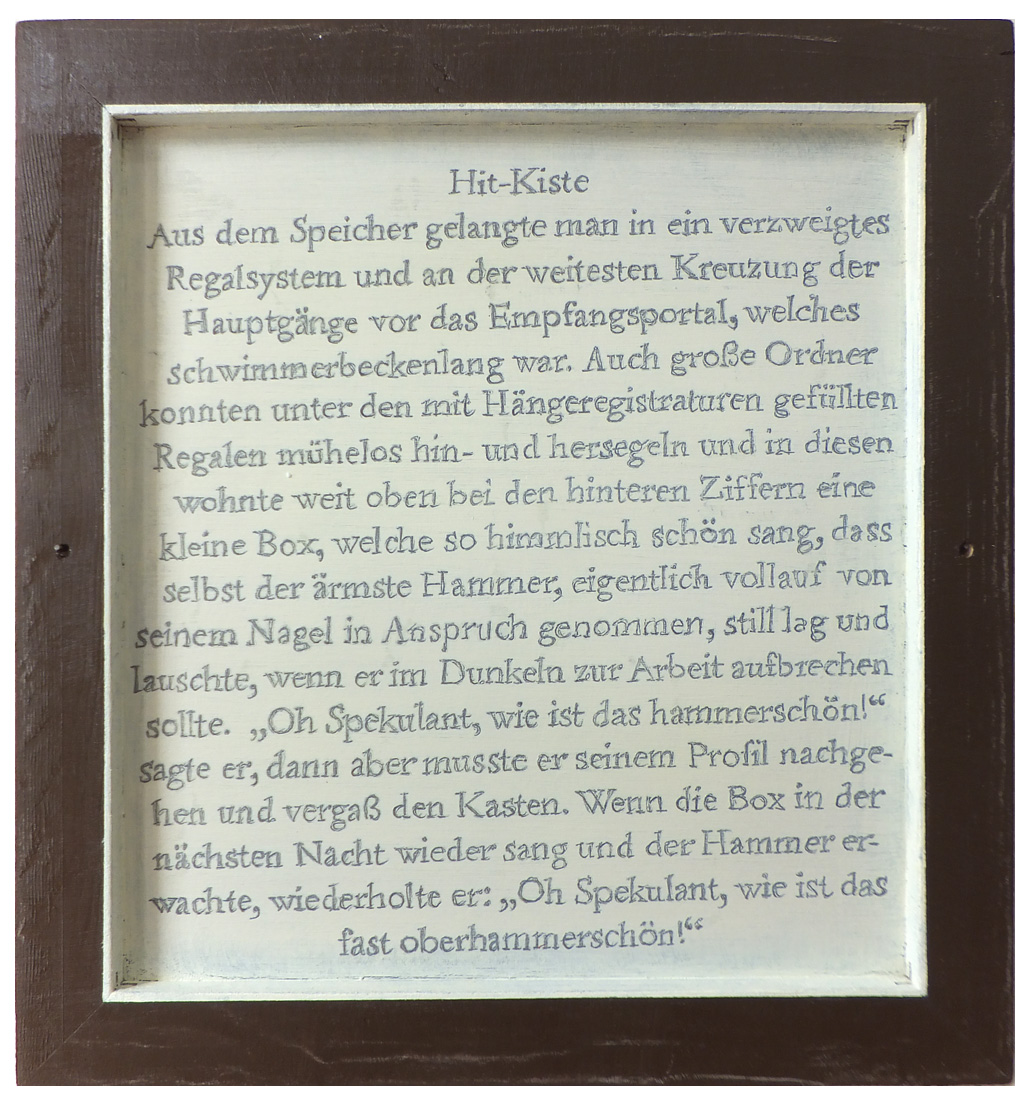 Hit-Kiste
Aus dem Speicher gelangte man in ein verzweigtes
Regalsystem und an der weitesten Kreuzung der
Hauptgänge vor das Empfangsportal, welches
schwimmerbeckenlang war. Auch große Ordner
konnten unter den mit Hängeregistraturen gefüllten
Regalen mühelos hin- und hersegeln und in diesen
wohnte weit oben bei den hinteren Ziffern eine
kleine Box, welche so himmlisch schön sang, dass
selbst der ärmste Hammer, eigentlich vollauf von
seinem Nagel in Anspruch genommen, still lag und
lauschte, wenn er im Dunkeln zur Arbeit aufbrechen
sollte. „Oh Spekulant, wie ist das hammerschön!“
sagte er, dann aber musste er seinem Profil nachge-
hen und vergaß den Kasten. Wenn die Box in der
nächsten Nacht wieder sang und der Hammer er-
wachte, wiederholte er: „Oh Spekulant, wie ist das
fast oberhammerschön!“